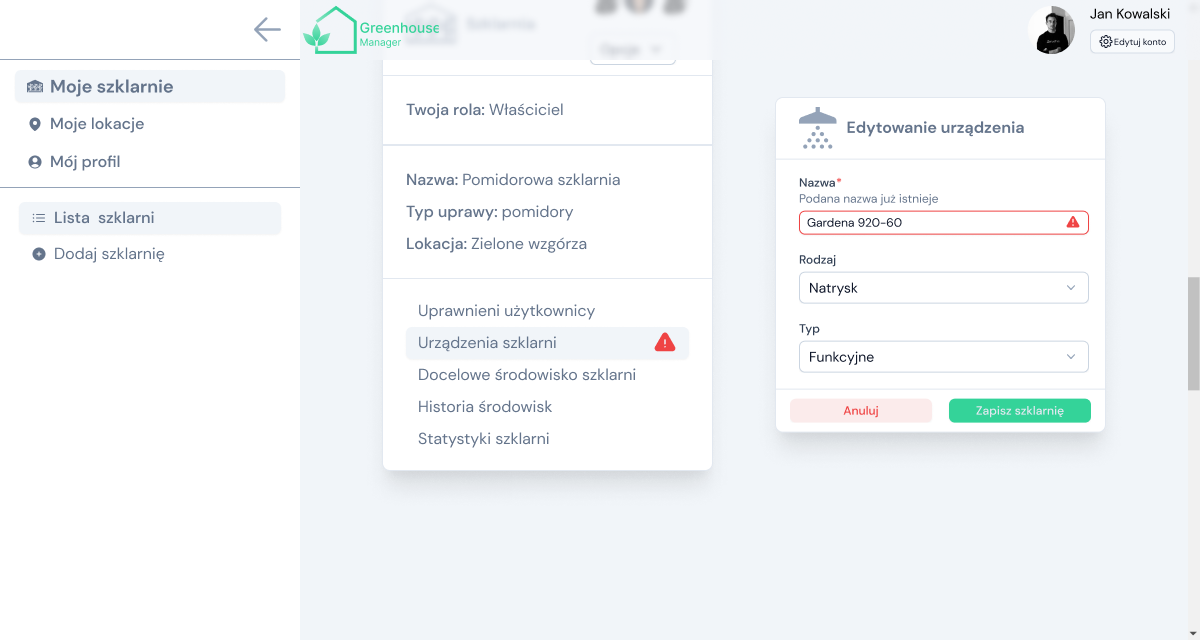 Moje szklarnie
Moje lokacje
Mój profil
Lista szklarni
Dodaj szklarnię
Greenhouse
Manager
Szklarnia
Opcje
Jan Kowalski
Edytuj konto
Twoja rola: Właściciel
Nazwa: Pomidorowa szklarnia
Typ uprawy: pomidory
Lokacja: Zielone wzgórza
Uprawnieni użytkownicy
Urządzenia szklarni
Docelowe środowisko szklarni
Historia środowisk
Statystyki szklarni
Edytowanie urządzenia
Nazwa*
Podana nazwa już istnieje
Gardena 920-60
Rodzaj
Natrysk
Typ
Funkcyjne
Anuluj
Zapisz szklarnię